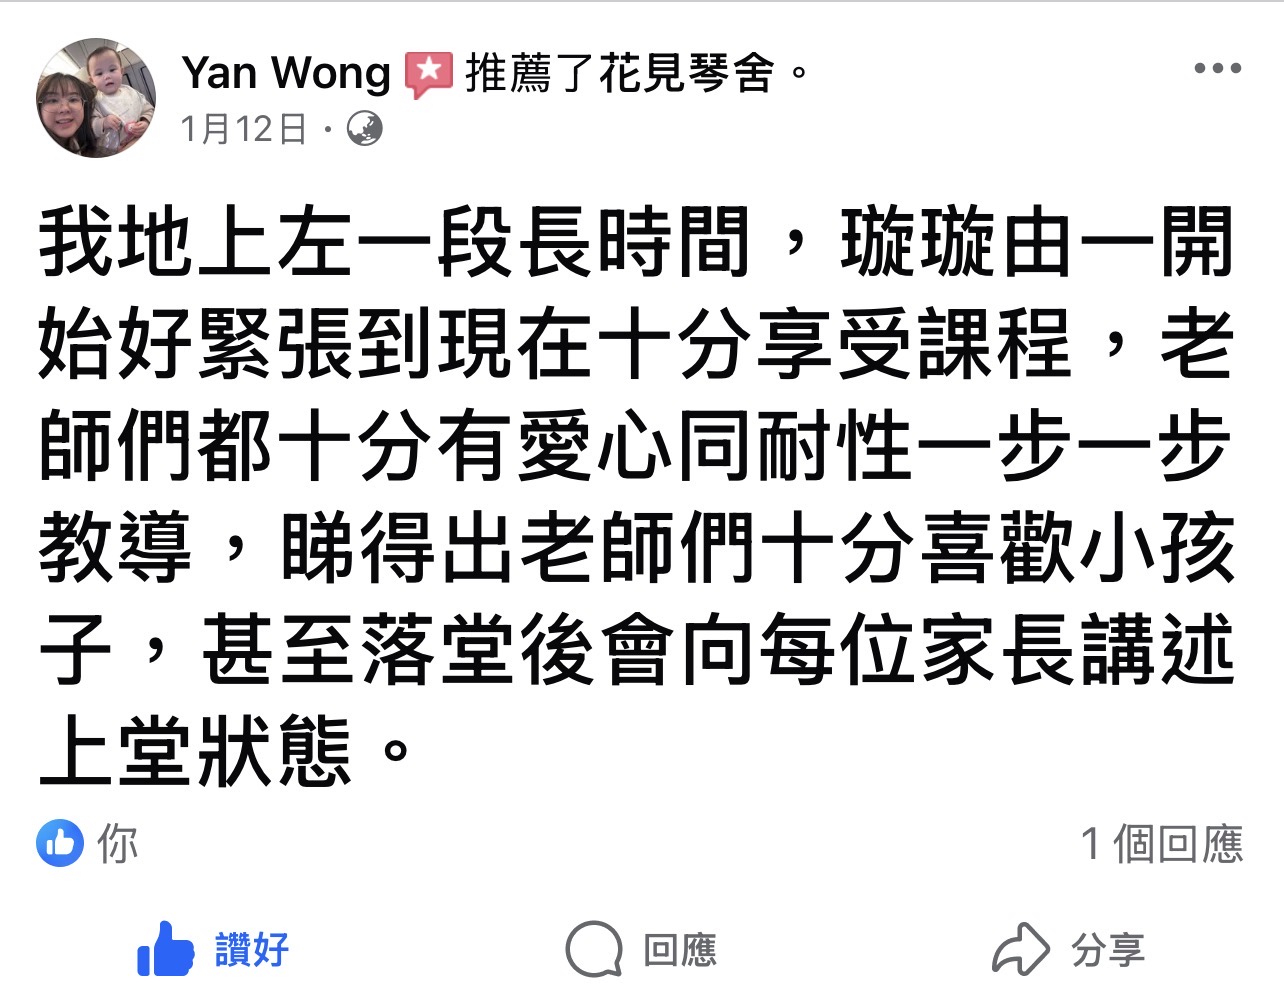 Yan Wong 推薦了花見琴舍。
1月12日 ·
我地上左一段長時間，璇璇由一開
始好緊張到現在十分享受課程，老
師們都十分有愛心同耐性一步一步
教導，睇得出老師們十分喜歡小孩
子，甚至落堂後會向每位家長講述
上堂狀態。
你 1 個回應
讚好 回應 分享